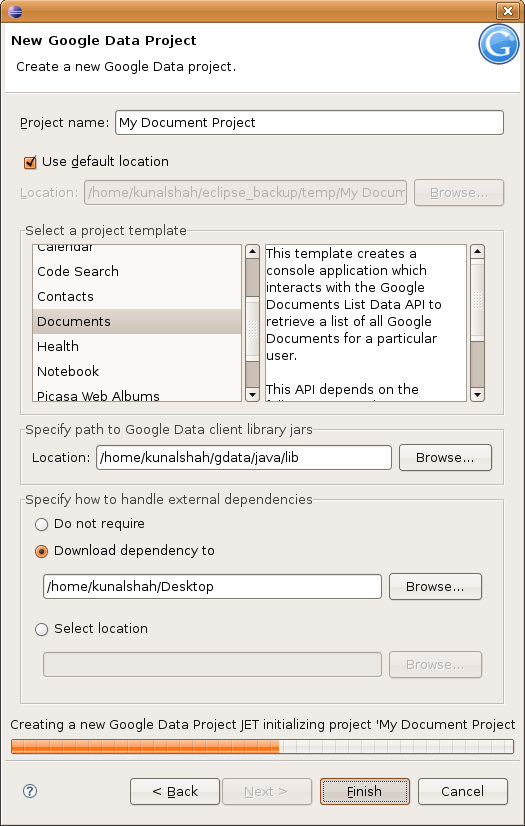 New Google Data Project
Create a new Google Data project.
G
Project name: My Document Project
Use default location
Location: /home/kunalshah/eclipse_backup/temp/My Docum Browse...
Select a project template
Calendar
Code Search
Contacts
Documents
Health
Notebook
Picasa Web Albums
This template creates a
console application which
interacts with the Google
Documents List Data API to
retrieve a list of all Google
Documents for a particular
user.
This API depends on the
Specify path to Google Data client library jars
Location: /home/kunalshah/gdata/java/lib Browse...
Specify how to handle external dependencies
Do not require
Download dependency to
/home/kunalshah/Desktop Browse...
Select location
Browse...
Creating a new Google Data Project JET initializing project 'My Document Project
? < Back Next > Finish Cancel